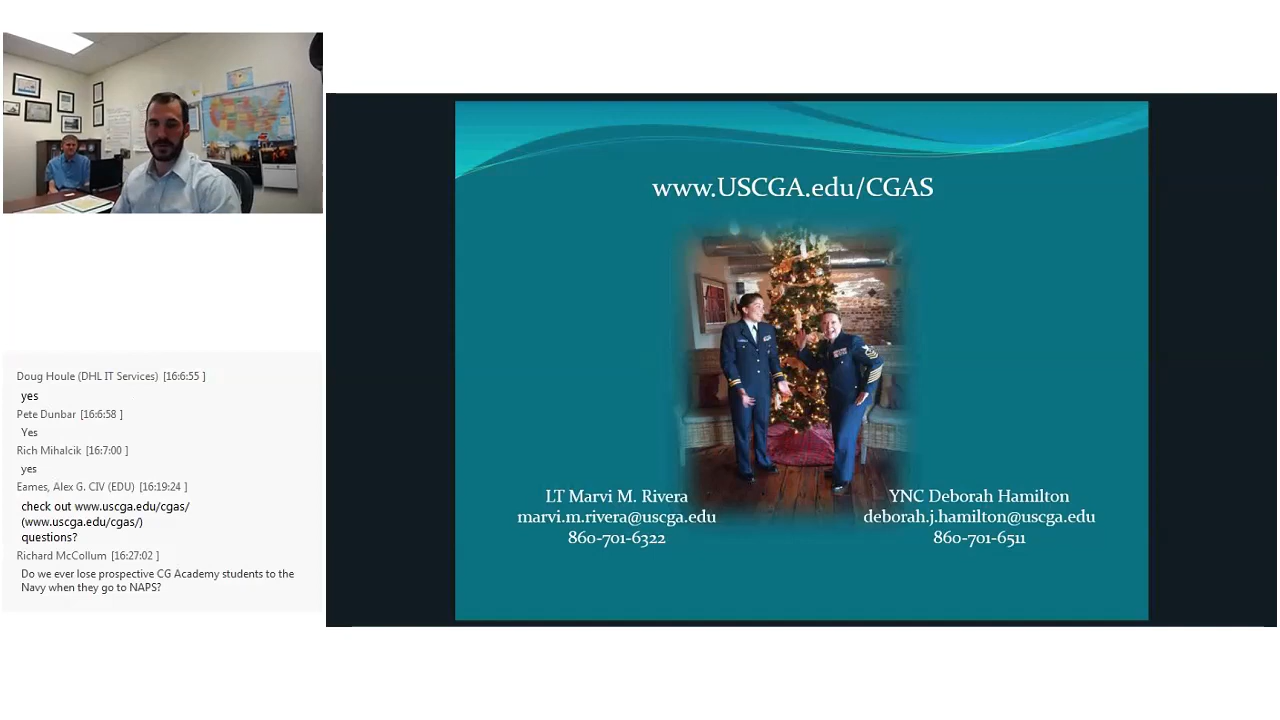 www.USCGA.edu/CGAS
LT Marvi M. Rivera
marvi.m.rivera@uscga.edu
860-701-6322
YNC Deborah Hamilton
deborah.j.hamilton@uscga.edu
860-701-6511
Doug Houle (DHL IT Services) [16:6:55 ]
yes
Pete Dunbar [16:6:58 ]
Yes
Rich Mihalcik [16:7:00 ]
yes
Eames, Alex G. CIV (EDU) [16:19:24 ]
check out www.uscga.edu/cgas/
(www.uscga.edu/cgas/)
questions?
Richard McCollum [16:27:02 ]
Do we ever lose prospective CG Academy students to the
Navy when they go to NAPS?